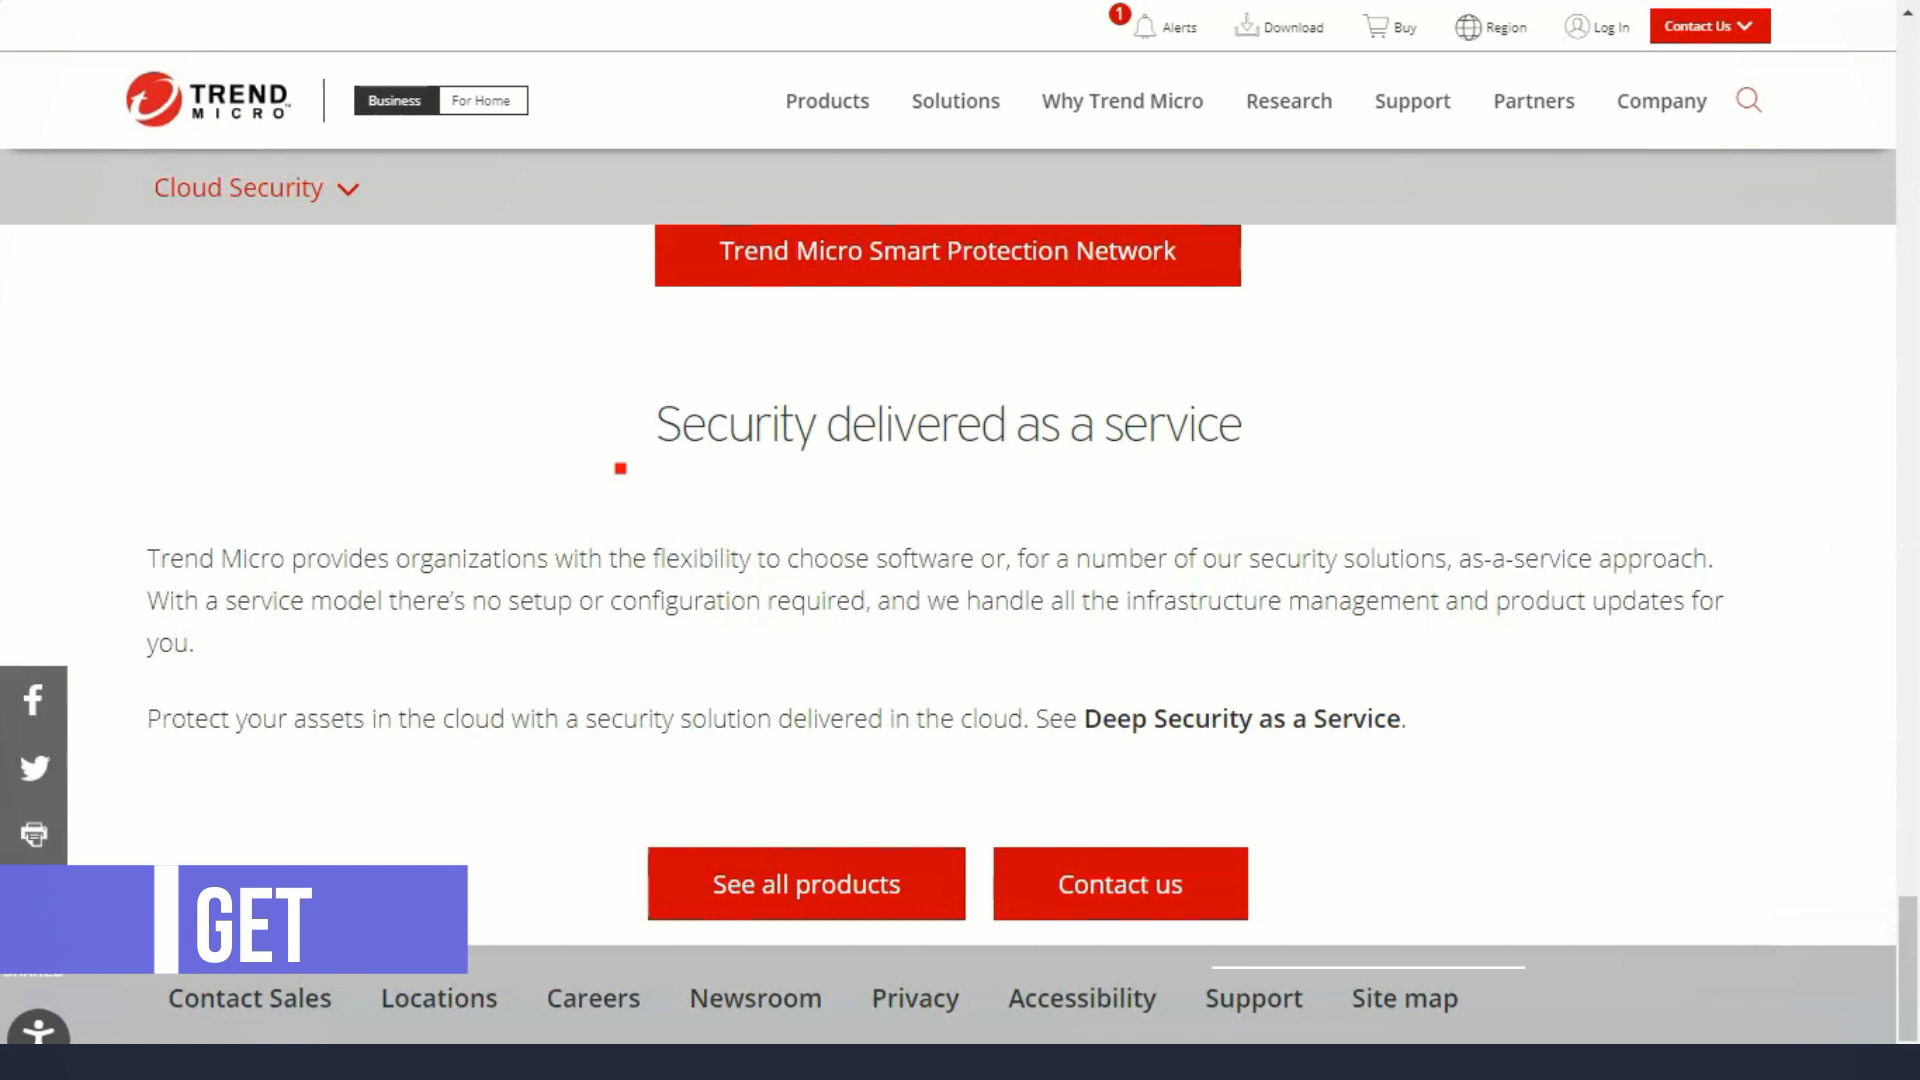 1
Alerts
Download
Buy
Region
Log In
Contact Us
TREND
MICRO
Business
For Home
Products
Solutions
Why Trend Micro
Research
Support
Partners
Company
Cloud Security
Trend Micro Smart Protection Network
Security delivered as a service
Trend Micro provides organizations with the flexibility to choose software or, for a number of our security solutions, as-a-service approach.
With a service model there’s no setup or configuration required, and we handle all the infrastructure management and product updates for
you.
Protect your assets in the cloud with a security solution delivered in the cloud. See Deep Security as a Service.
See all products
Contact us
GET
Contact Sales
Locations
Careers
Newsroom
Privacy
Accessibility
Support
Site map